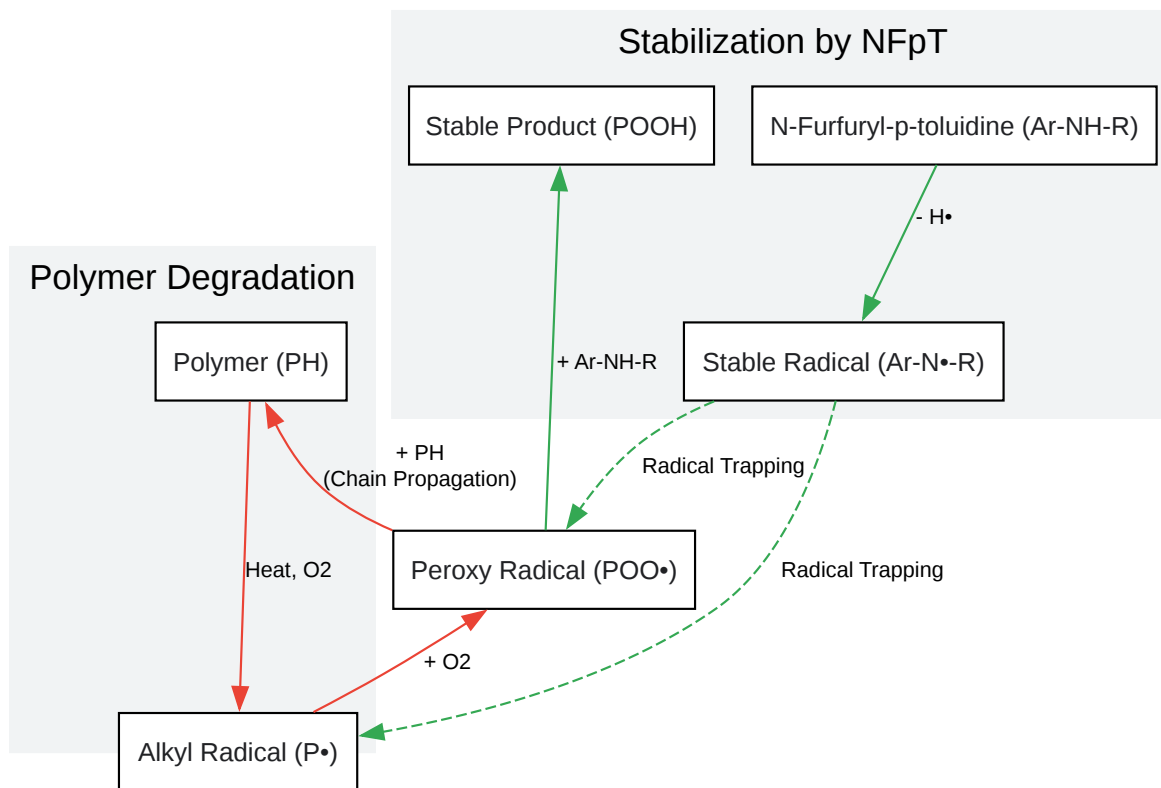 Stabilization by NFpT
Stable Product (POOH)
N-Furfuryl-p-toluidine (Ar-NH-R)
- H•
Polymer Degradation
Polymer (PH)
+ Ar-NH-R
Stable Radical (Ar-N•-R)
+ PH
(Chain Propagation)
Radical Trapping
Heat, O2
Peroxy Radical (POO•)
Radical Trapping
+ O2
Alkyl Radical (P•)